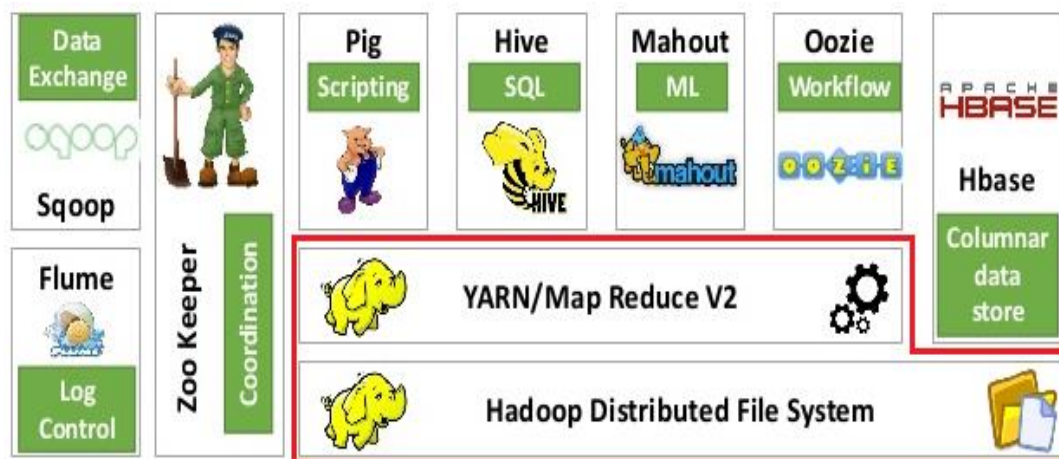 Data
Exchange
sqoop
Sqoop
Flume
FLUME
Log
Control
Zoo Keeper
Coordination
Pig
Scripting
Hive
SQL
HIVE
Mahout
ML
mahout
Oozie
Workflow
OOZiE
APACHE
HBASE
Hbase
Columnar
data
store
YARN/Map Reduce V2
Hadoop Distributed File System